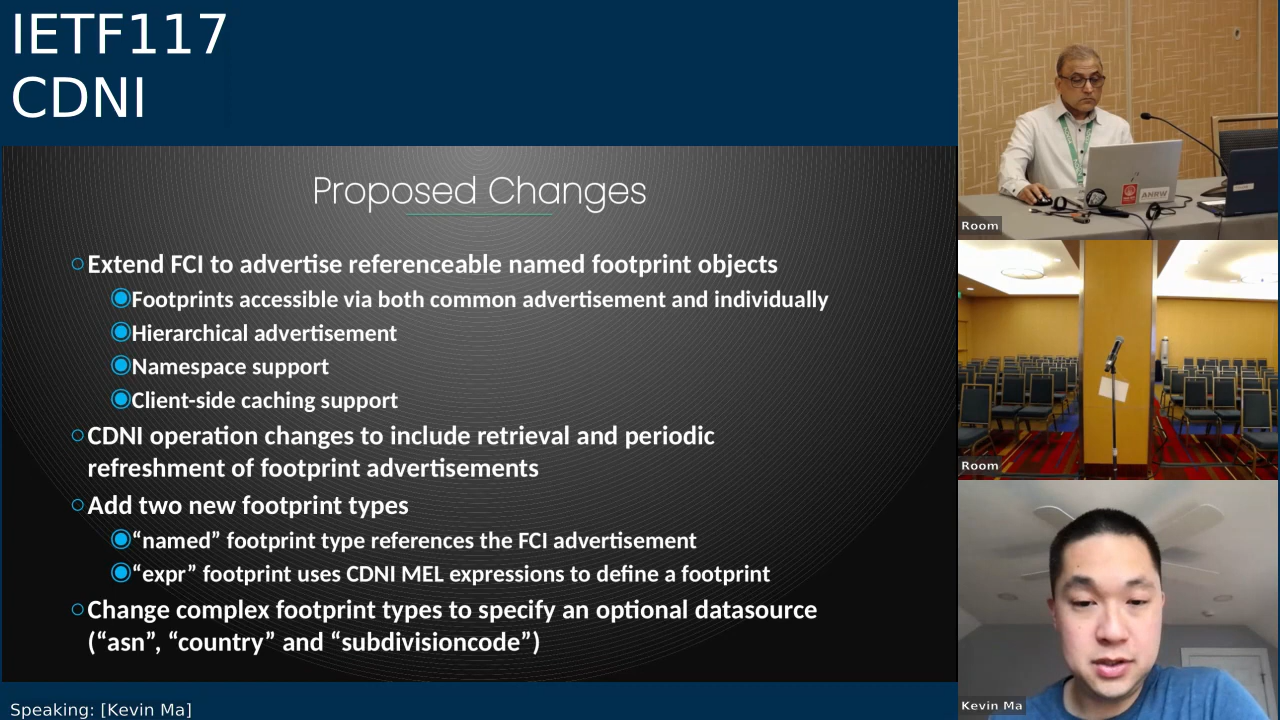 IETF117
CDNI
Proposed Changes
Extend FCI to advertise referenceable named footprint objects
Footprints accessible via both common advertisement and individually
Hierarchical advertisement
Namespace support
Client-side caching support
CDNI operation changes to include retrieval and periodic
refreshment of footprint advertisements
Add two new footprint types
“named” footprint type references the FCI advertisement
“expr” footprint uses CDNI MEL expressions to define a footprint
Change complex footprint types to specify an optional datasource
(“asn”, “country” and “subdivisioncode”)
Speaking: [Kevin Ma]
Room
ANRW
Room
Kevin Ma